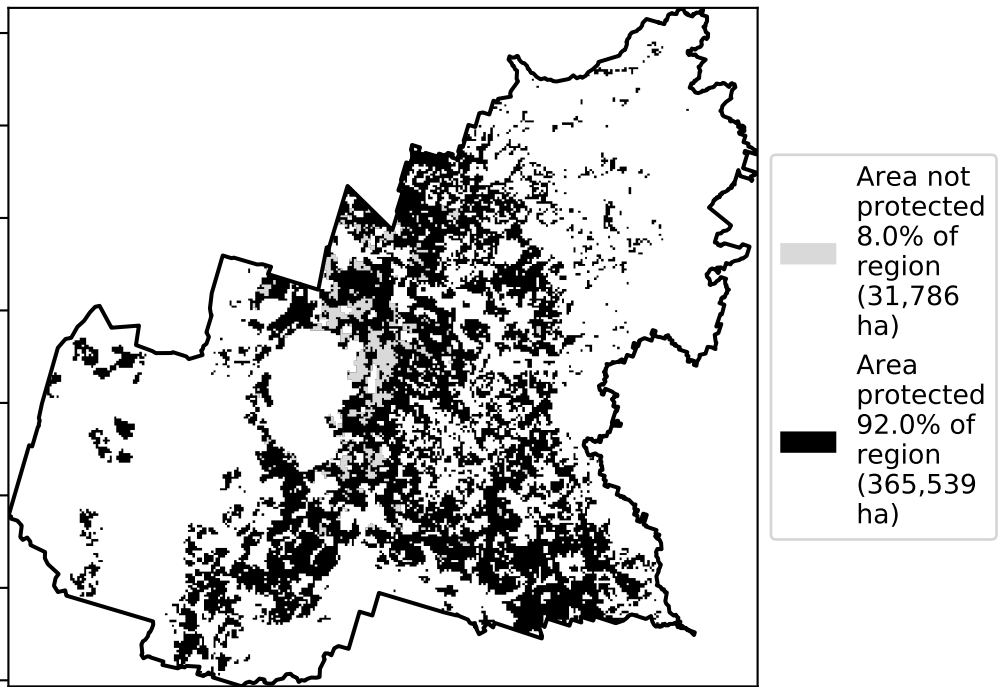 Area not
protected
8.0% of
region
(31,786
ha)
Area
protected
92.0% of
region
(365,539
ha)